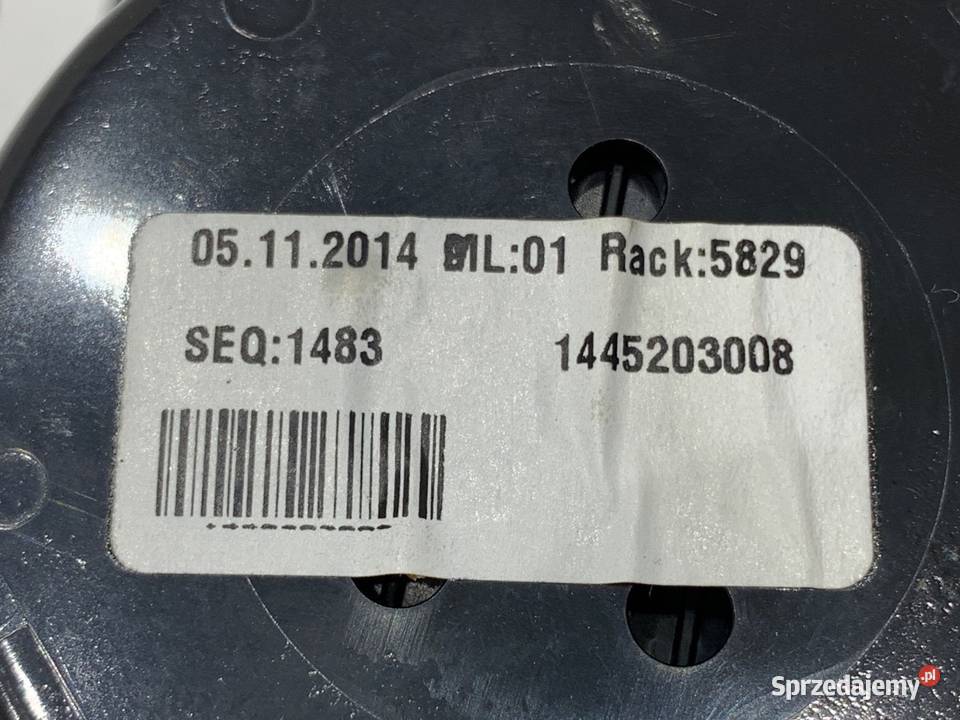 05.11.2014 ML:01 Rack:5829
SEQ:1483 1445203008
Sprzedajemy.pl